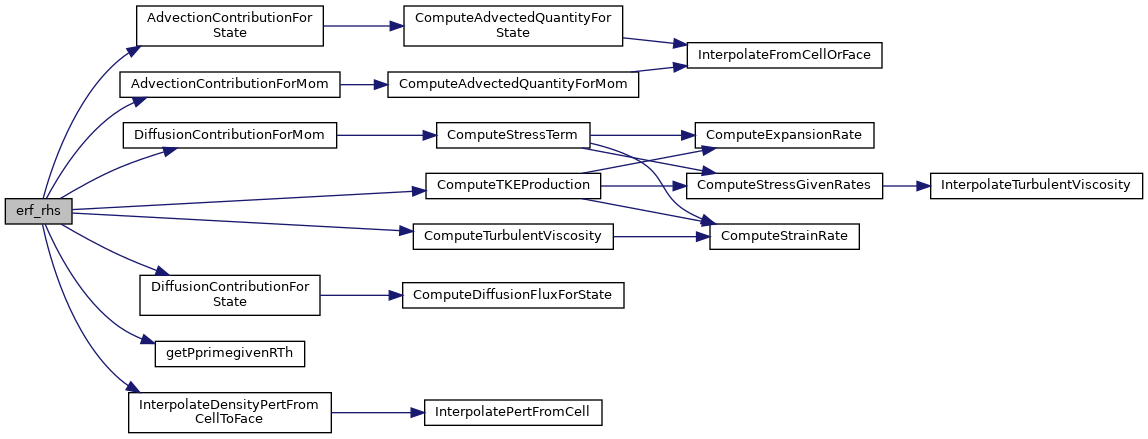 erf_rhs
AdvectionContributionFor
State
AdvectionContributionForMom
DiffusionContributionForMom
DiffusionContributionFor
State
getPprimegivenRTh
InterpolateDensityPertFrom
CellToFace
ComputeAdvectedQuantityFor
State
ComputeAdvectedQuantityForMom
ComputeStressTerm
ComputeTKEProduction
ComputeTurbulentViscosity
ComputeDiffusionFluxForState
InterpolatePertFromCell
InterpolateFromCellOrFace
ComputeExpansionRate
ComputeStressGivenRates
ComputeStrainRate
InterpolateTurbulentViscosity